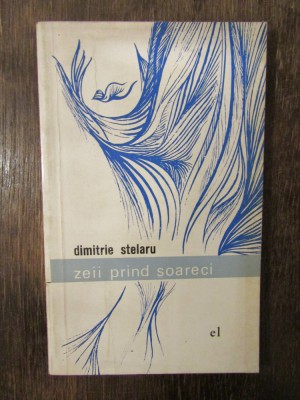 dimitrie stelaru
zeii prind soareci
el